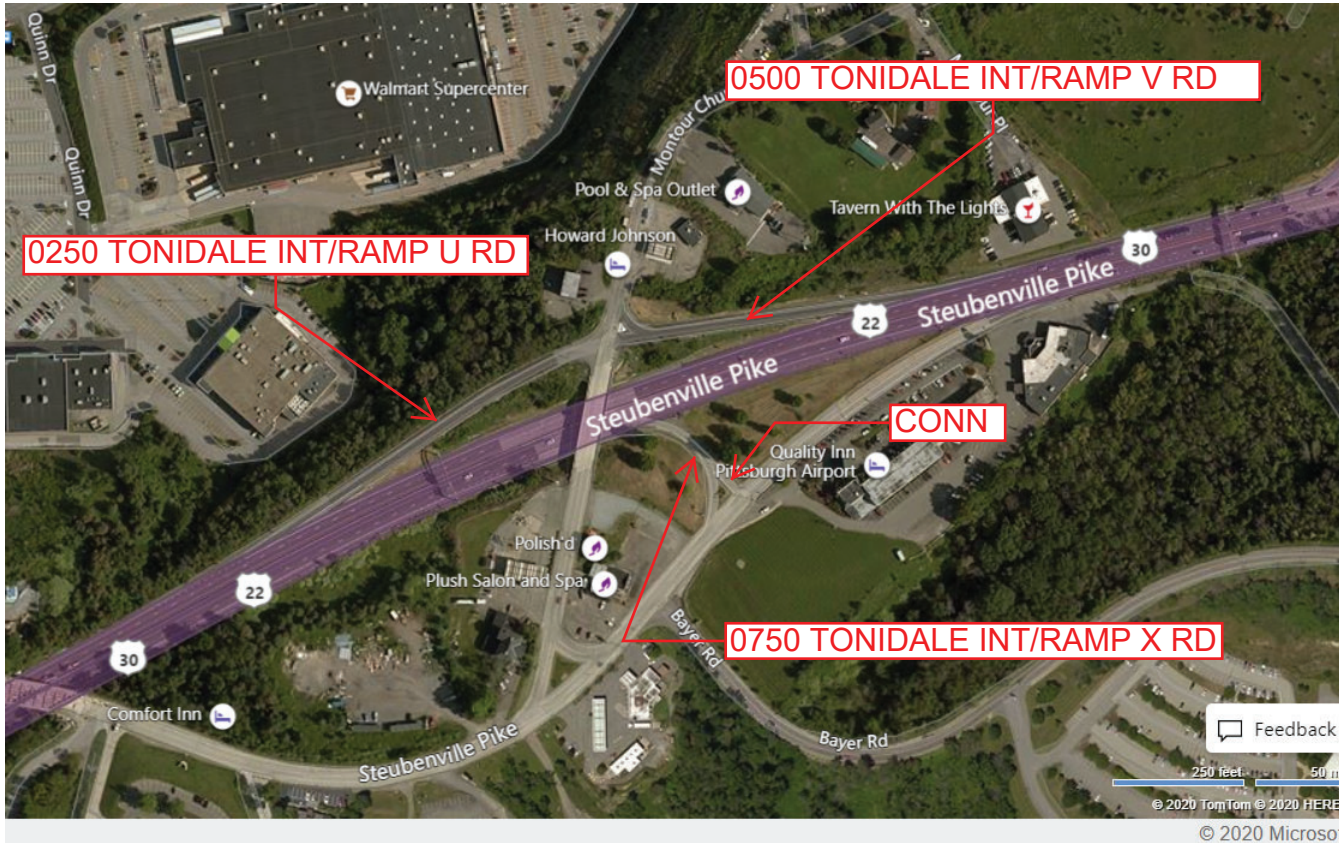 Quinn Dr
Walmart Supercenter
0500 TONIDALE INT/RAMP V RD
Montour
Quinn Dr
Pool & Spa Outlet
Tavern With The Lights
0250 TONIDALE INT/RAMP U RD
Howard Johnson
30
Steubenville Pike
22
Steubenville Pike
CONN
Quality Inn
Pittsburgh Airport
Polish'd
Plush Salon and Spa
22
Bayer Rd
0750 TONIDALE INT/RAMP X RD
30
Comfort Inn
Steubenville Pike
Bayer Rd
Feedback
250 feet
50 m
© 2020 TomTom © 2020 HERE
© 2020 Microso